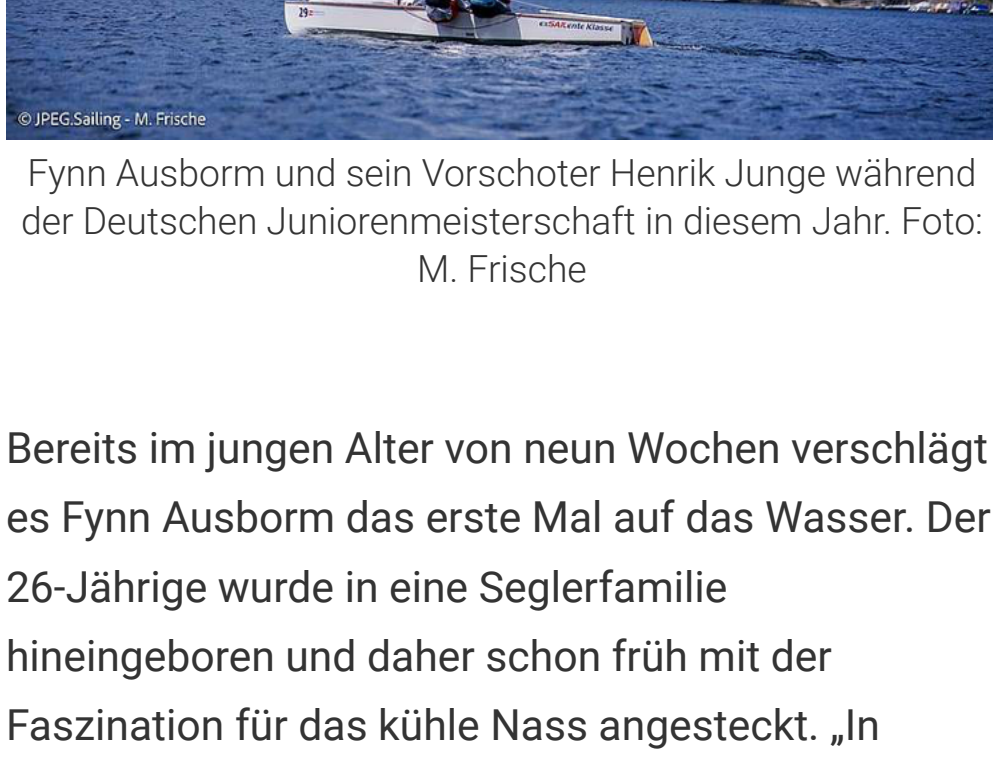 29
exSAILente Klasse
© JPEG.Sailing - M. Frische
Fynn Ausborm und sein Vorschoter Henrik Junge während
der Deutschen Juniorenmeisterschaft in diesem Jahr. Foto:
M. Frische
Bereits im jungen Alter von neun Wochen verschlägt
es Fynn Ausborm das erste Mal auf das Wasser. Der
26-Jährige wurde in eine Seglerfamilie
hineingeboren und daher schon früh mit der
Faszination für das kühle Nass angesteckt. „In